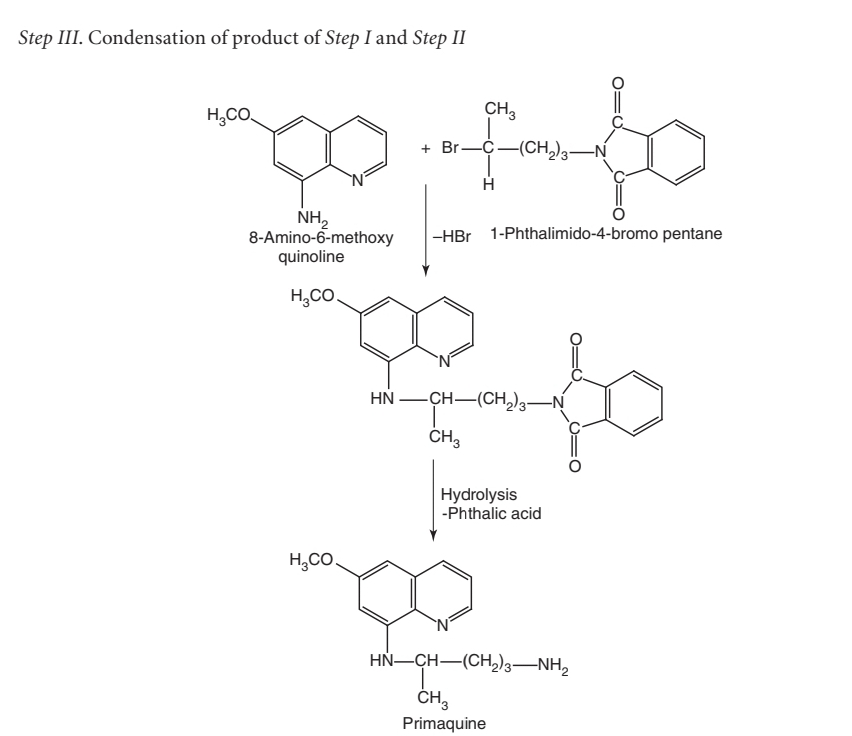 Step III. Condensation of product of Step I and Step II
O
H₃CO
CH₃
C
+ Br—C—(CH₂)₃—N
N
H
C
NH₂
O
8-Amino-6-methoxy
quinoline
–HBr
1-Phthalimido-4-bromo pentane
H₃CO
O
N
C
HN—CH—(CH₂)₃—N
CH₃
C
O
Hydrolysis
-Phthalic acid
H₃CO
N
HN—CH—(CH₂)₃—NH₂
CH₃
Primaquine